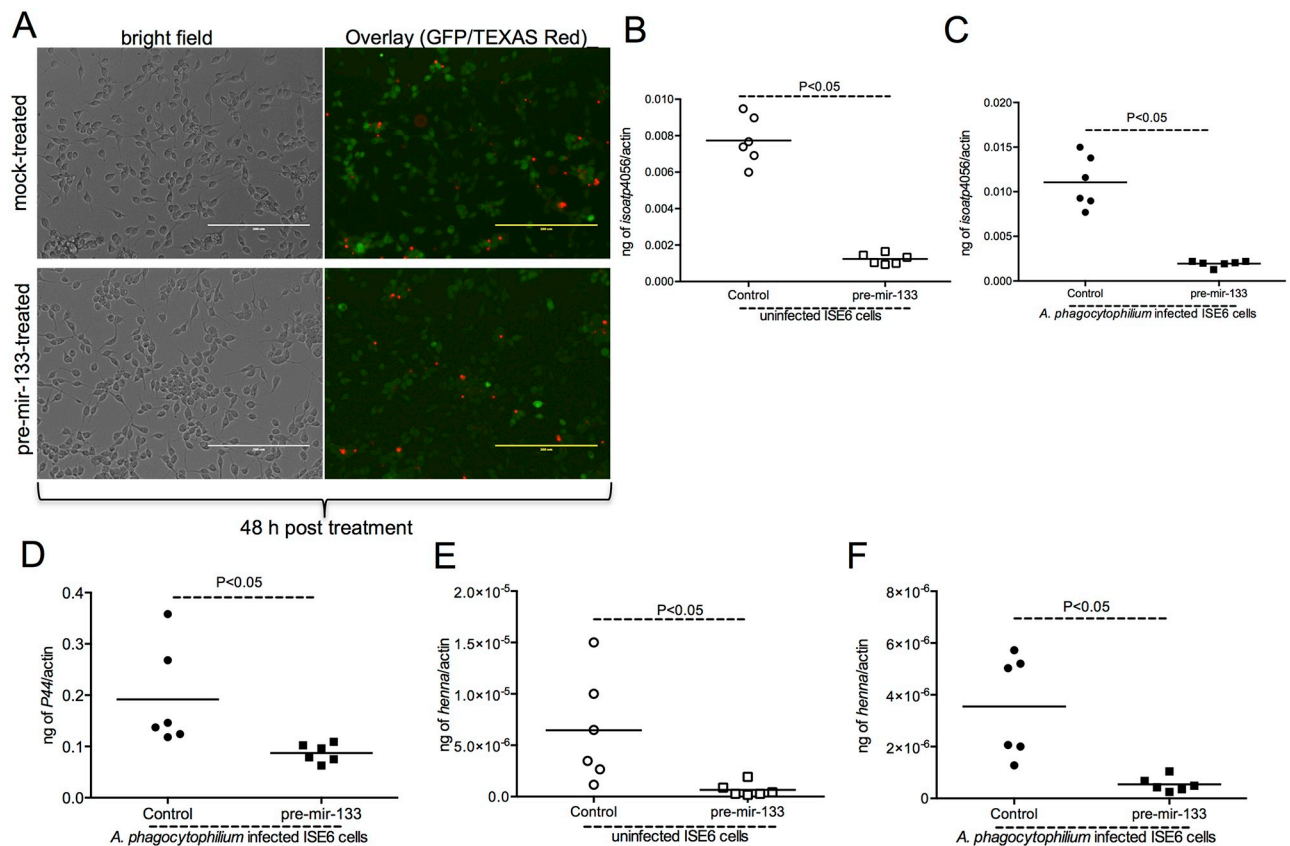 A
bright field
Overlay (GFP/TEXAS Red)
mock-treated
pre-mir-133-treated
48 h post treatment
B
P<0.05
ng of isoatp4056/actin
0.010
0.008
0.006
0.004
0.002
0.000
Control
pre-mir-133
uninfected ISE6 cells
C
P<0.05
ng of isoatp4056/actin
0.020
0.015
0.010
0.005
0.000
Control
pre-mir-133
A. phagocytophilium infected ISE6 cells
D
P<0.05
ng of P44/actin
0.4
0.3
0.2
0.1
0.0
Control
pre-mir-133
A. phagocytophilium infected ISE6 cells
E
P<0.05
ng of henna/actin
2.0×10⁻⁵
1.5×10⁻⁵
1.0×10⁻⁵
5.0×10⁻⁶
0.0
Control
pre-mir-133
uninfected ISE6 cells
F
P<0.05
ng of henna/actin
8×10⁻⁶
6×10⁻⁶
4×10⁻⁶
2×10⁻⁶
0
Control
pre-mir-133
A. phagocytophilium infected ISE6 cells